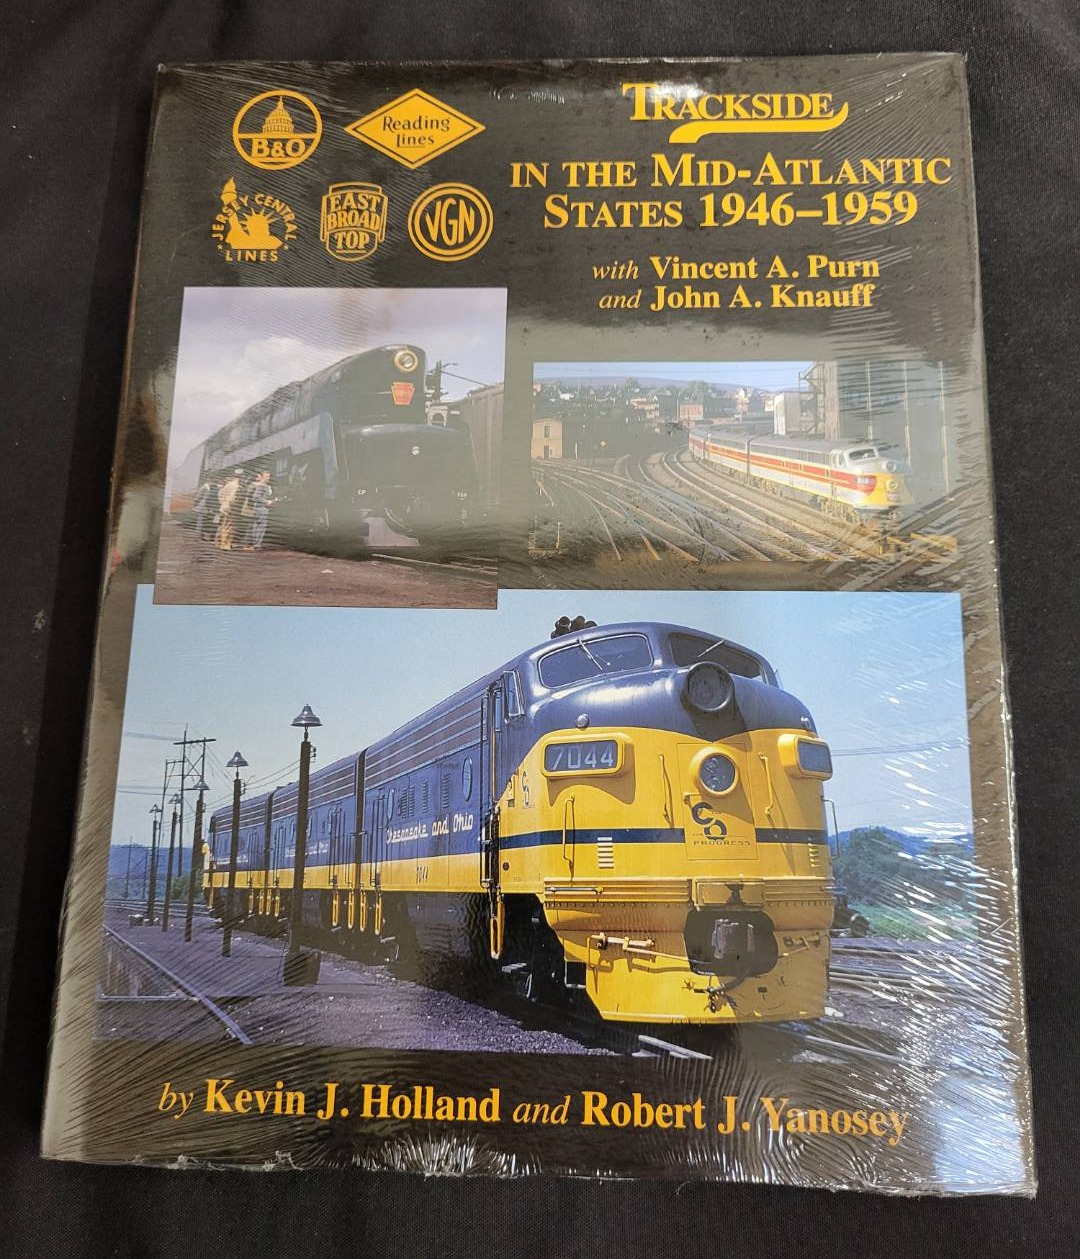 B&O
Reading
Lines
JERSEY CENTRAL
LINES
EAST
BROAD
TOP
VGN
TRACKSIDE
IN THE MID-ATLANTIC
STATES 1946–1959
with Vincent A. Purn
and John A. Knauff
7044
Chesapeake and Ohio
7044
C&O
PROGRESS
by Kevin J. Holland and Robert J. Yanosey